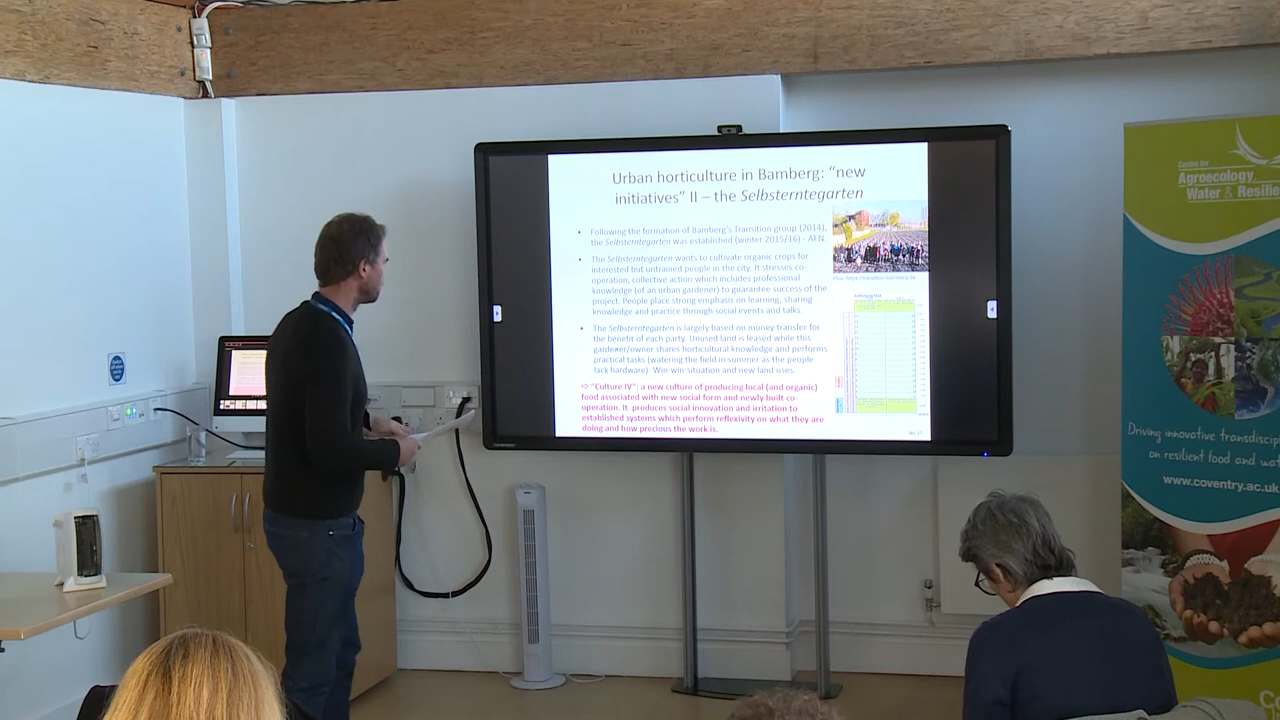 Urban horticulture in Bamberg: “new
initiatives” II – the Selbsterntegarten
• Following the formation of Bamberg's Transition group (2014),
the Selbsterntegarten was established (winter 2015/16) - AFN.
• The Selbsterntegarten wants to cultivate organic crops for
interested but untrained people in the city. It stresses co-
operation, collective action which includes professional
knowledge (of an urban gardener) to guarantee success of the
project. People place strong emphasis on learning, sharing
knowledge and practice through social events and talks.
• The Selbsterntegarten is largely based on money transfer for
the benefit of each party. Unused land is leased while this
gardener/owner shares horticultural knowledge and performs
practical tasks (watering the field in summer as the people
lack hardware). Win-win-situation and new land uses.
⇨ “Culture IV”: a new culture of producing local (and organic)
food associated with new social form and newly built co-
operation. It produces social innovation and irritation to
established systems which perform reflexivity on what they are
doing and how precious the work is.
Pics: https://transition-bamberg.de
Centre for
Agroecology
Water & Resilie
Driving innovative transdiscip
on resilient food and wat
www.coventry.ac.uk